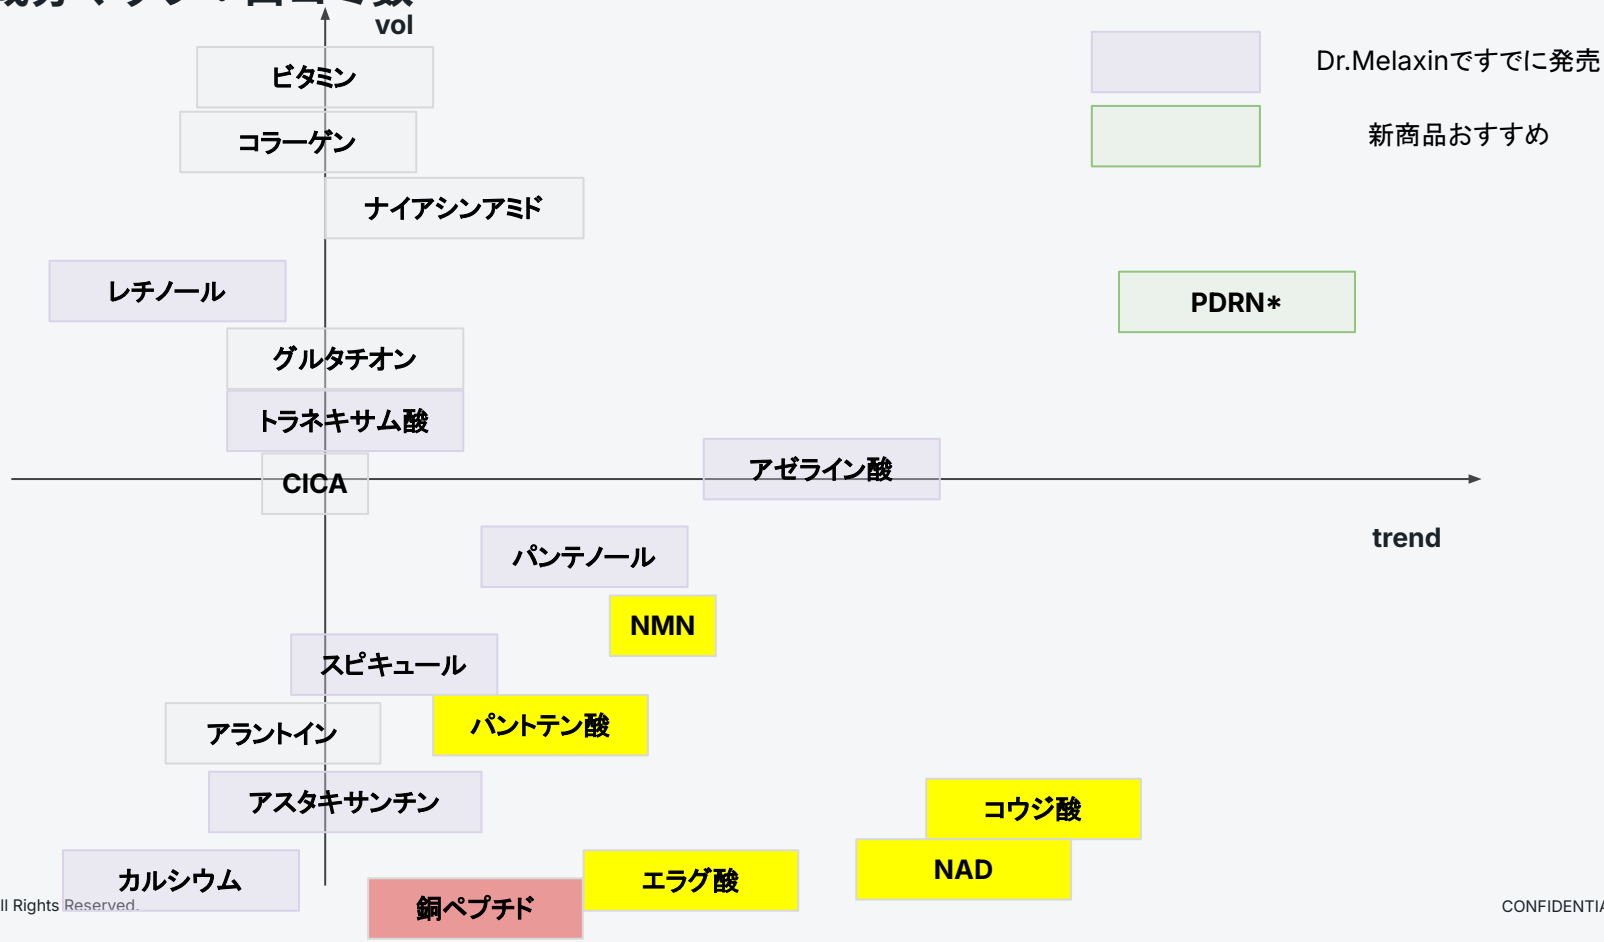 vol
ビタミン
Dr.Melaxinですでに発売
コラーゲン
新商品おすすめ
ナイアシンアミド
レチノール
PDRN*
グルタチオン
トラネキサム酸
アゼライン酸
CICA
trend
パンテノール
NMN
スピキュール
パントテン酸
アラントイン
アスタキサンチン
コウジ酸
NAD
カルシウム
エラグ酸
銅ペプチド
ll Rights Reserved.
CONFIDENTIA